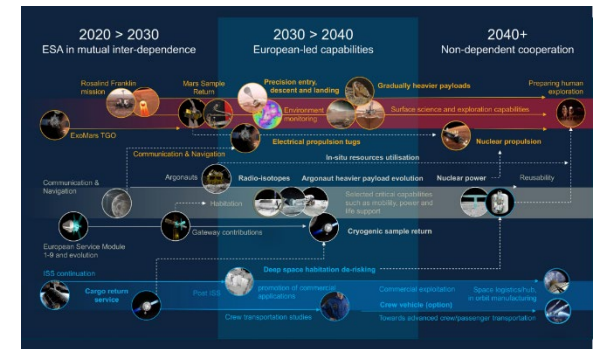 2020 > 2030
ESA in mutual inter-dependence
2030 > 2040
European-led capabilities
2040+
Non-dependent cooperation
Rosalind Franklin
mission
Mars Sample
Return
Precision entry,
descent and landing
Gradually heavier payloads
Preparing human
exploration
Environment
monitoring
Surface science and exploration capabilities
ExoMars TGO
Electrical propulsion tugs
Nuclear propulsion
Communication & Navigation
In-situ resources utilisation
Communication &
Navigation
Argonauts
Radio-isotopes
Argonaut heavier payload evolution
Nuclear power
Reusability
Habitation
Selected critical capabilities
such as mobility, power and
life support
Gateway contributions
Cryogenic sample return
European Service Module
1-9 and evolution
ISS continuation
Deep space habitation de-risking
Cargo return
service
Post ISS
promotion of commercial
applications
Commercial exploitation
Space logistics/hub,
in orbit manufacturing
Crew vehicle (option)
Crew transportation studies
Towards advanced crew/passenger transportation